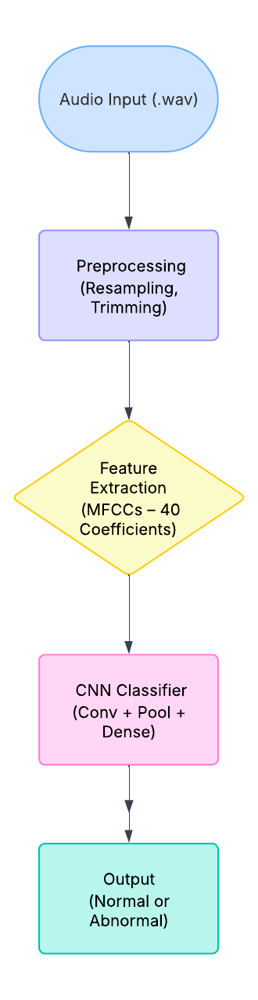 Audio Input (.wav)
Preprocessing
(Resampling,
Trimming)
Feature
Extraction
(MFCCs – 40
Coefficients)
CNN Classifier
(Conv + Pool +
Dense)
Output
(Normal or
Abnormal)